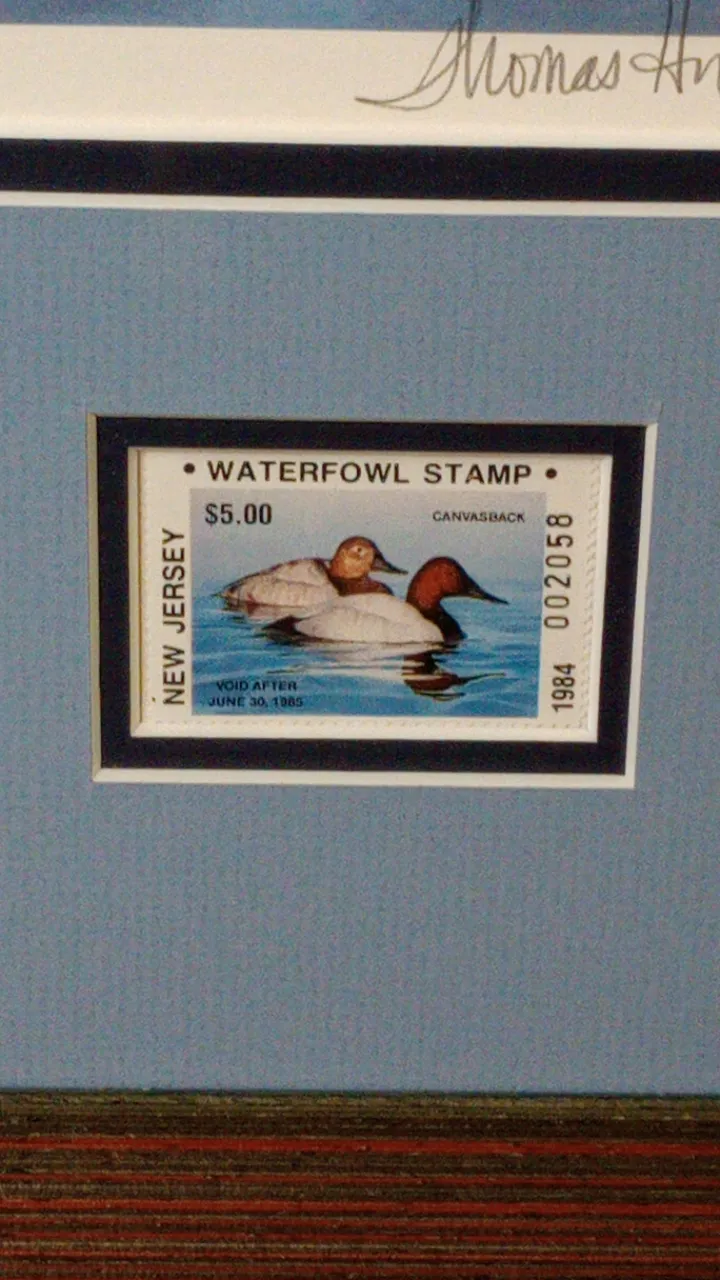 Thomas
• WATERFOWL STAMP •
$5.00
CANVASBACK
NEW JERSEY
1984 002058
VOID AFTER
JUNE 30, 1985